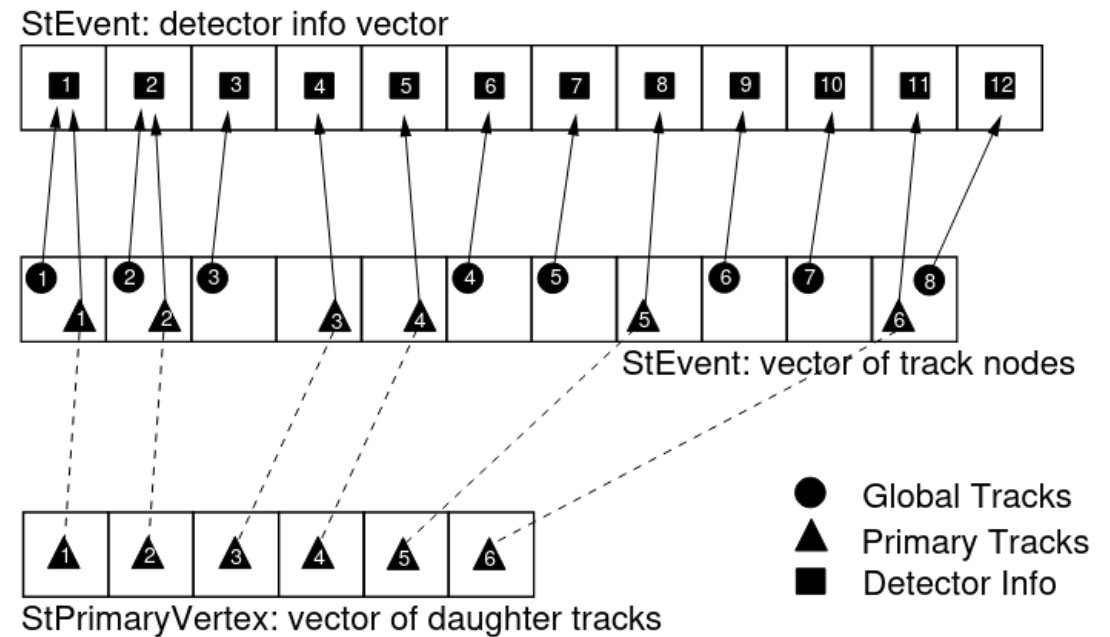 StEvent: detector info vector
1 2 3 4 5 6 7 8 9 10 11 12
1 2 3 4 5 6 7 8
1 2 3 4 5 6
StEvent: vector of track nodes
1 2 3 4 5 6
Global Tracks
Primary Tracks
Detector Info
StPrimaryVertex: vector of daughter tracks